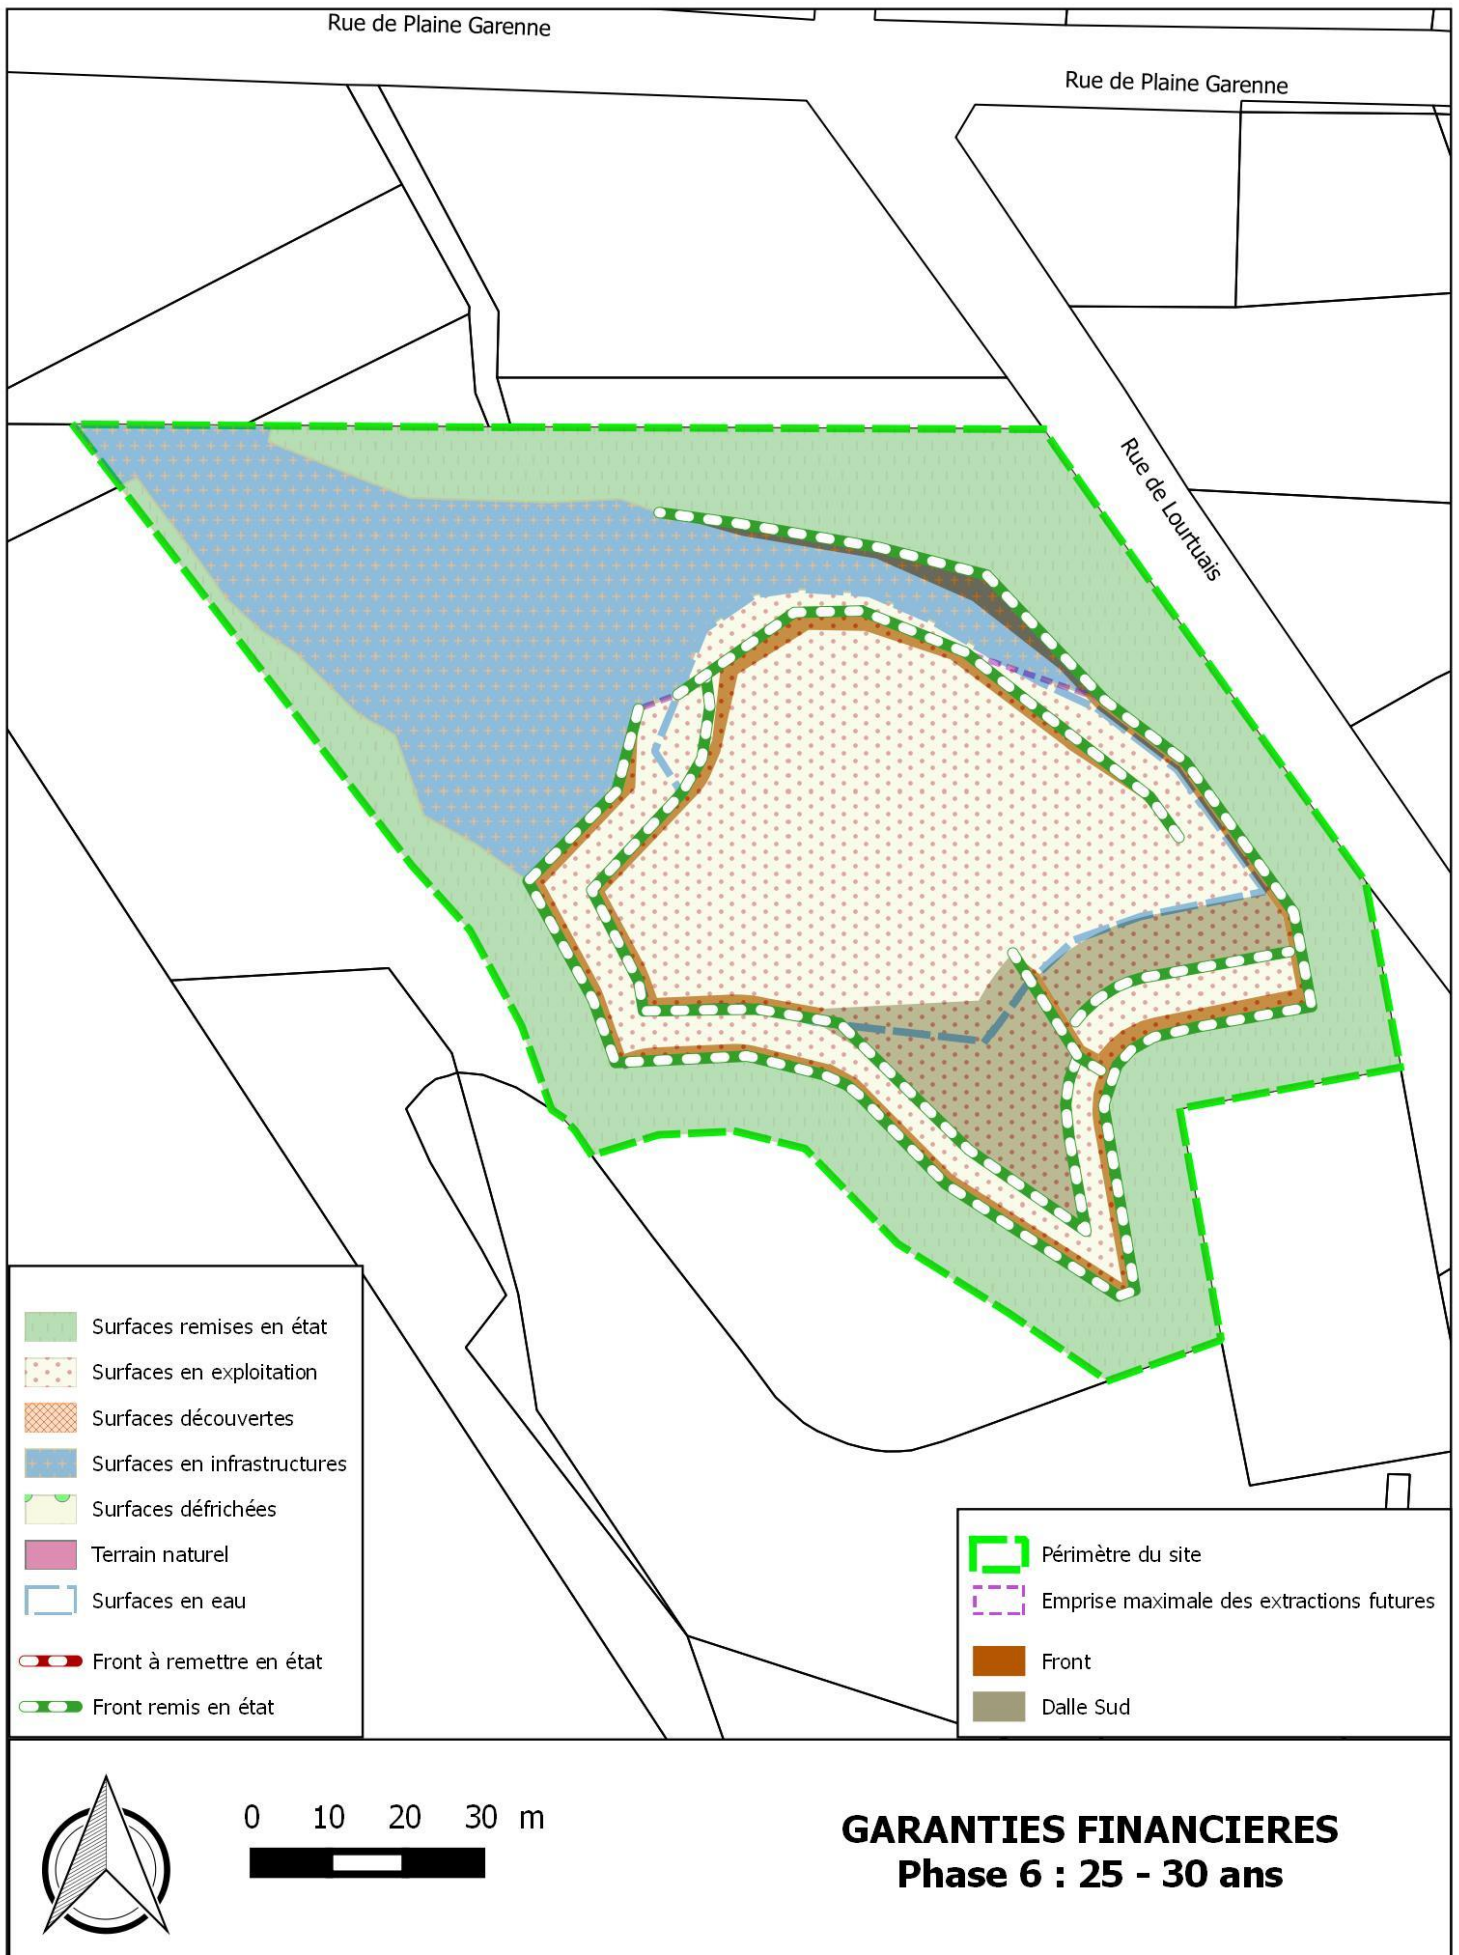 Rue de Plaine Garenne
Rue de Plaine Garenne
Rue de Lourtuais
Surfaces remises en état
Surfaces en exploitation
Surfaces découvertes
Surfaces en infrastructures
Surfaces défrichées
Terrain naturel
Surfaces en eau
Front à remettre en état
Front remis en état
Périmètre du site
Emprise maximale des extractions futures
Front
Dalle Sud
0 10 20 30 m
GARANTIES FINANCIERES
Phase 6 : 25 - 30 ans